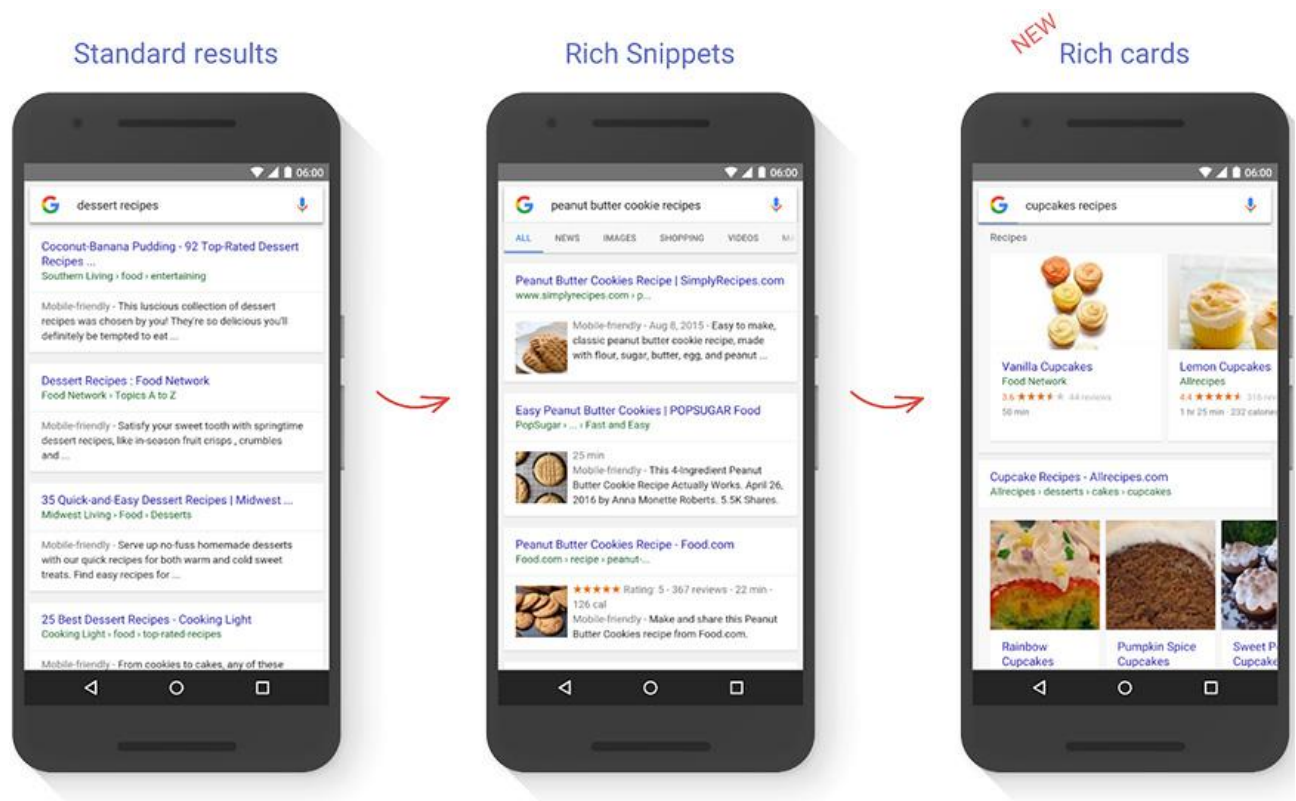 Standard results
Rich Snippets
NEW
Rich cards
06:00
dessert recipes
Coconut-Banana Pudding - 92 Top-Rated Dessert
Recipes ...
Southern Living › food › entertaining
Mobile-friendly - This luscious collection of dessert
recipes was chosen by you! They're so delicious you'll
definitely be tempted to eat ...
Dessert Recipes : Food Network
Food Network › Topics A to Z
Mobile-friendly - Satisfy your sweet tooth with springtime
dessert recipes, like in-season fruit crisps , crumbles
and ...
35 Quick-and-Easy Dessert Recipes | Midwest ...
Midwest Living › Food › Desserts
Mobile-friendly - Serve up no-fuss homemade desserts
with our quick recipes for both warm and cold sweet
treats. Find easy recipes for ...
25 Best Dessert Recipes - Cooking Light
Cooking Light › food › top-rated-recipes
Mobile-friendly - From cookies to cakes, any of these
06:00
peanut butter cookie recipes
ALL NEWS IMAGES SHOPPING VIDEOS
Peanut Butter Cookies Recipe | SimplyRecipes.com
www.simplyrecipes.com › p...
Mobile-friendly - Aug 8, 2015 - Easy to make,
classic peanut butter cookie recipe, made
with flour, sugar, butter, egg, and peanut ...
Easy Peanut Butter Cookies | POPSUGAR Food
PopSugar › ... › Fast and Easy
25 min
Mobile-friendly - This 4-Ingredient Peanut
Butter Cookie Recipe Actually Works. April 26,
2016 by Anna Monette Roberts. 5.5K Shares.
Peanut Butter Cookies Recipe - Food.com
Food.com › recipe › peanut-...
★★★★★ Rating: 5 - 367 reviews - 22 min -
126 cal
Mobile-friendly - Make and share this Peanut
Butter Cookies recipe from Food.com.
06:00
cupcakes recipes
Recipes
Vanilla Cupcakes
Food Network
3.6 ★★★★★ 44 reviews
50 min
Lemon Cupcakes
Allrecipes
4.4 ★★★★★ 316 rev
1 hr 25 min · 232 calorie
Cupcake Recipes - Allrecipes.com
Allrecipes › desserts › cakes › cupcakes
Rainbow
Cupcakes
Pumpkin Spice
Cupcakes
Sweet P
Cupcake